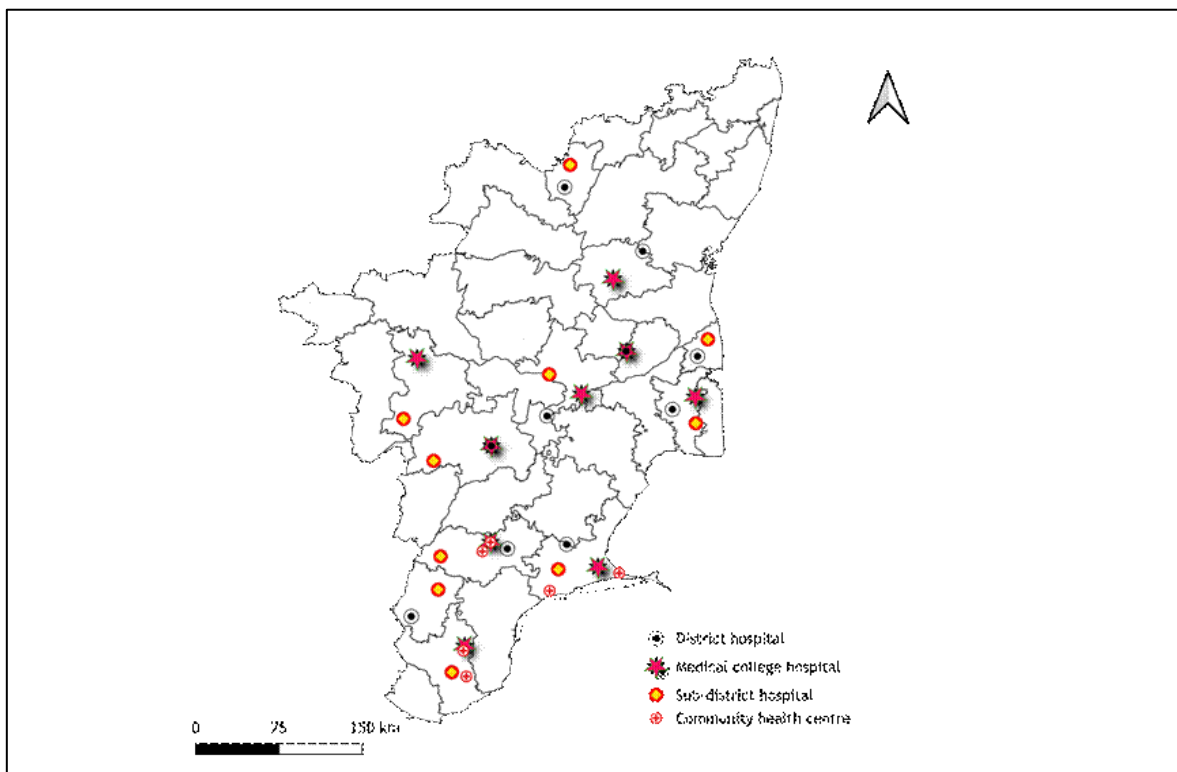 District hospital
Medical college hospital
Sub-district hospital
Community health centre
0 75 150 km